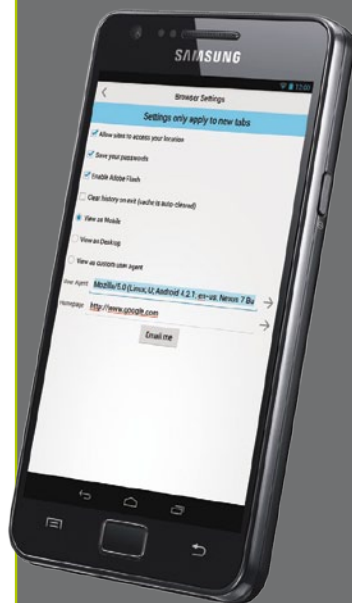 SAMSUNG
12:00
Browser Settings
Settings only apply to new tabs
Allow sites to access your location
Save your passwords
Enable Adobe Flash
Clear history on exit (cache is auto-cleared)
View as Mobile
View as Desktop
View as custom user agent
User Agent Mozilla/5.0 (Linux; U; Android 4.2.1; en-us; Nexus 7 Bu
Homepage http://www.google.com
Email me